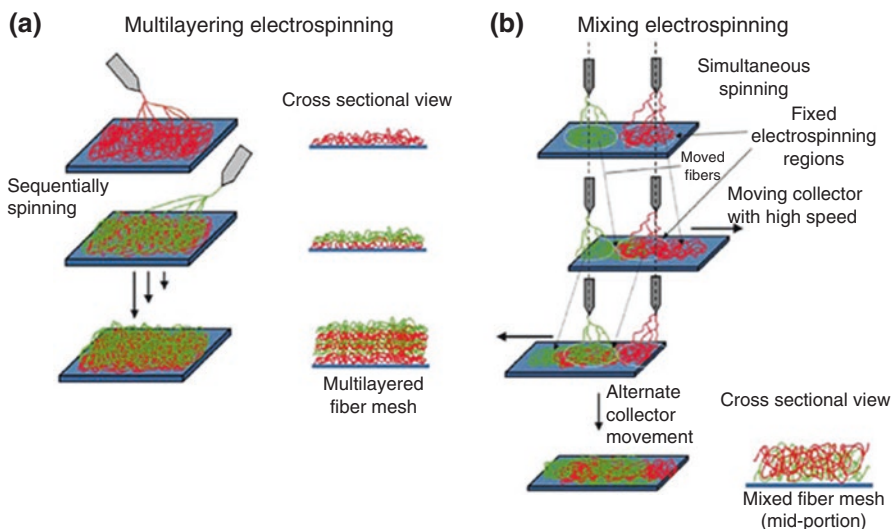 (a) Multilayering electrospinning
Cross sectional view
Sequentially
spinning
Multilayered
fiber mesh
(b) Mixing electrospinning
Simultaneous
spinning
Fixed
electrospinning
regions
Moved
fibers
Moving collector
with high speed
Alternate
collector
movement
Cross sectional view
Mixed fiber mesh
(mid-portion)